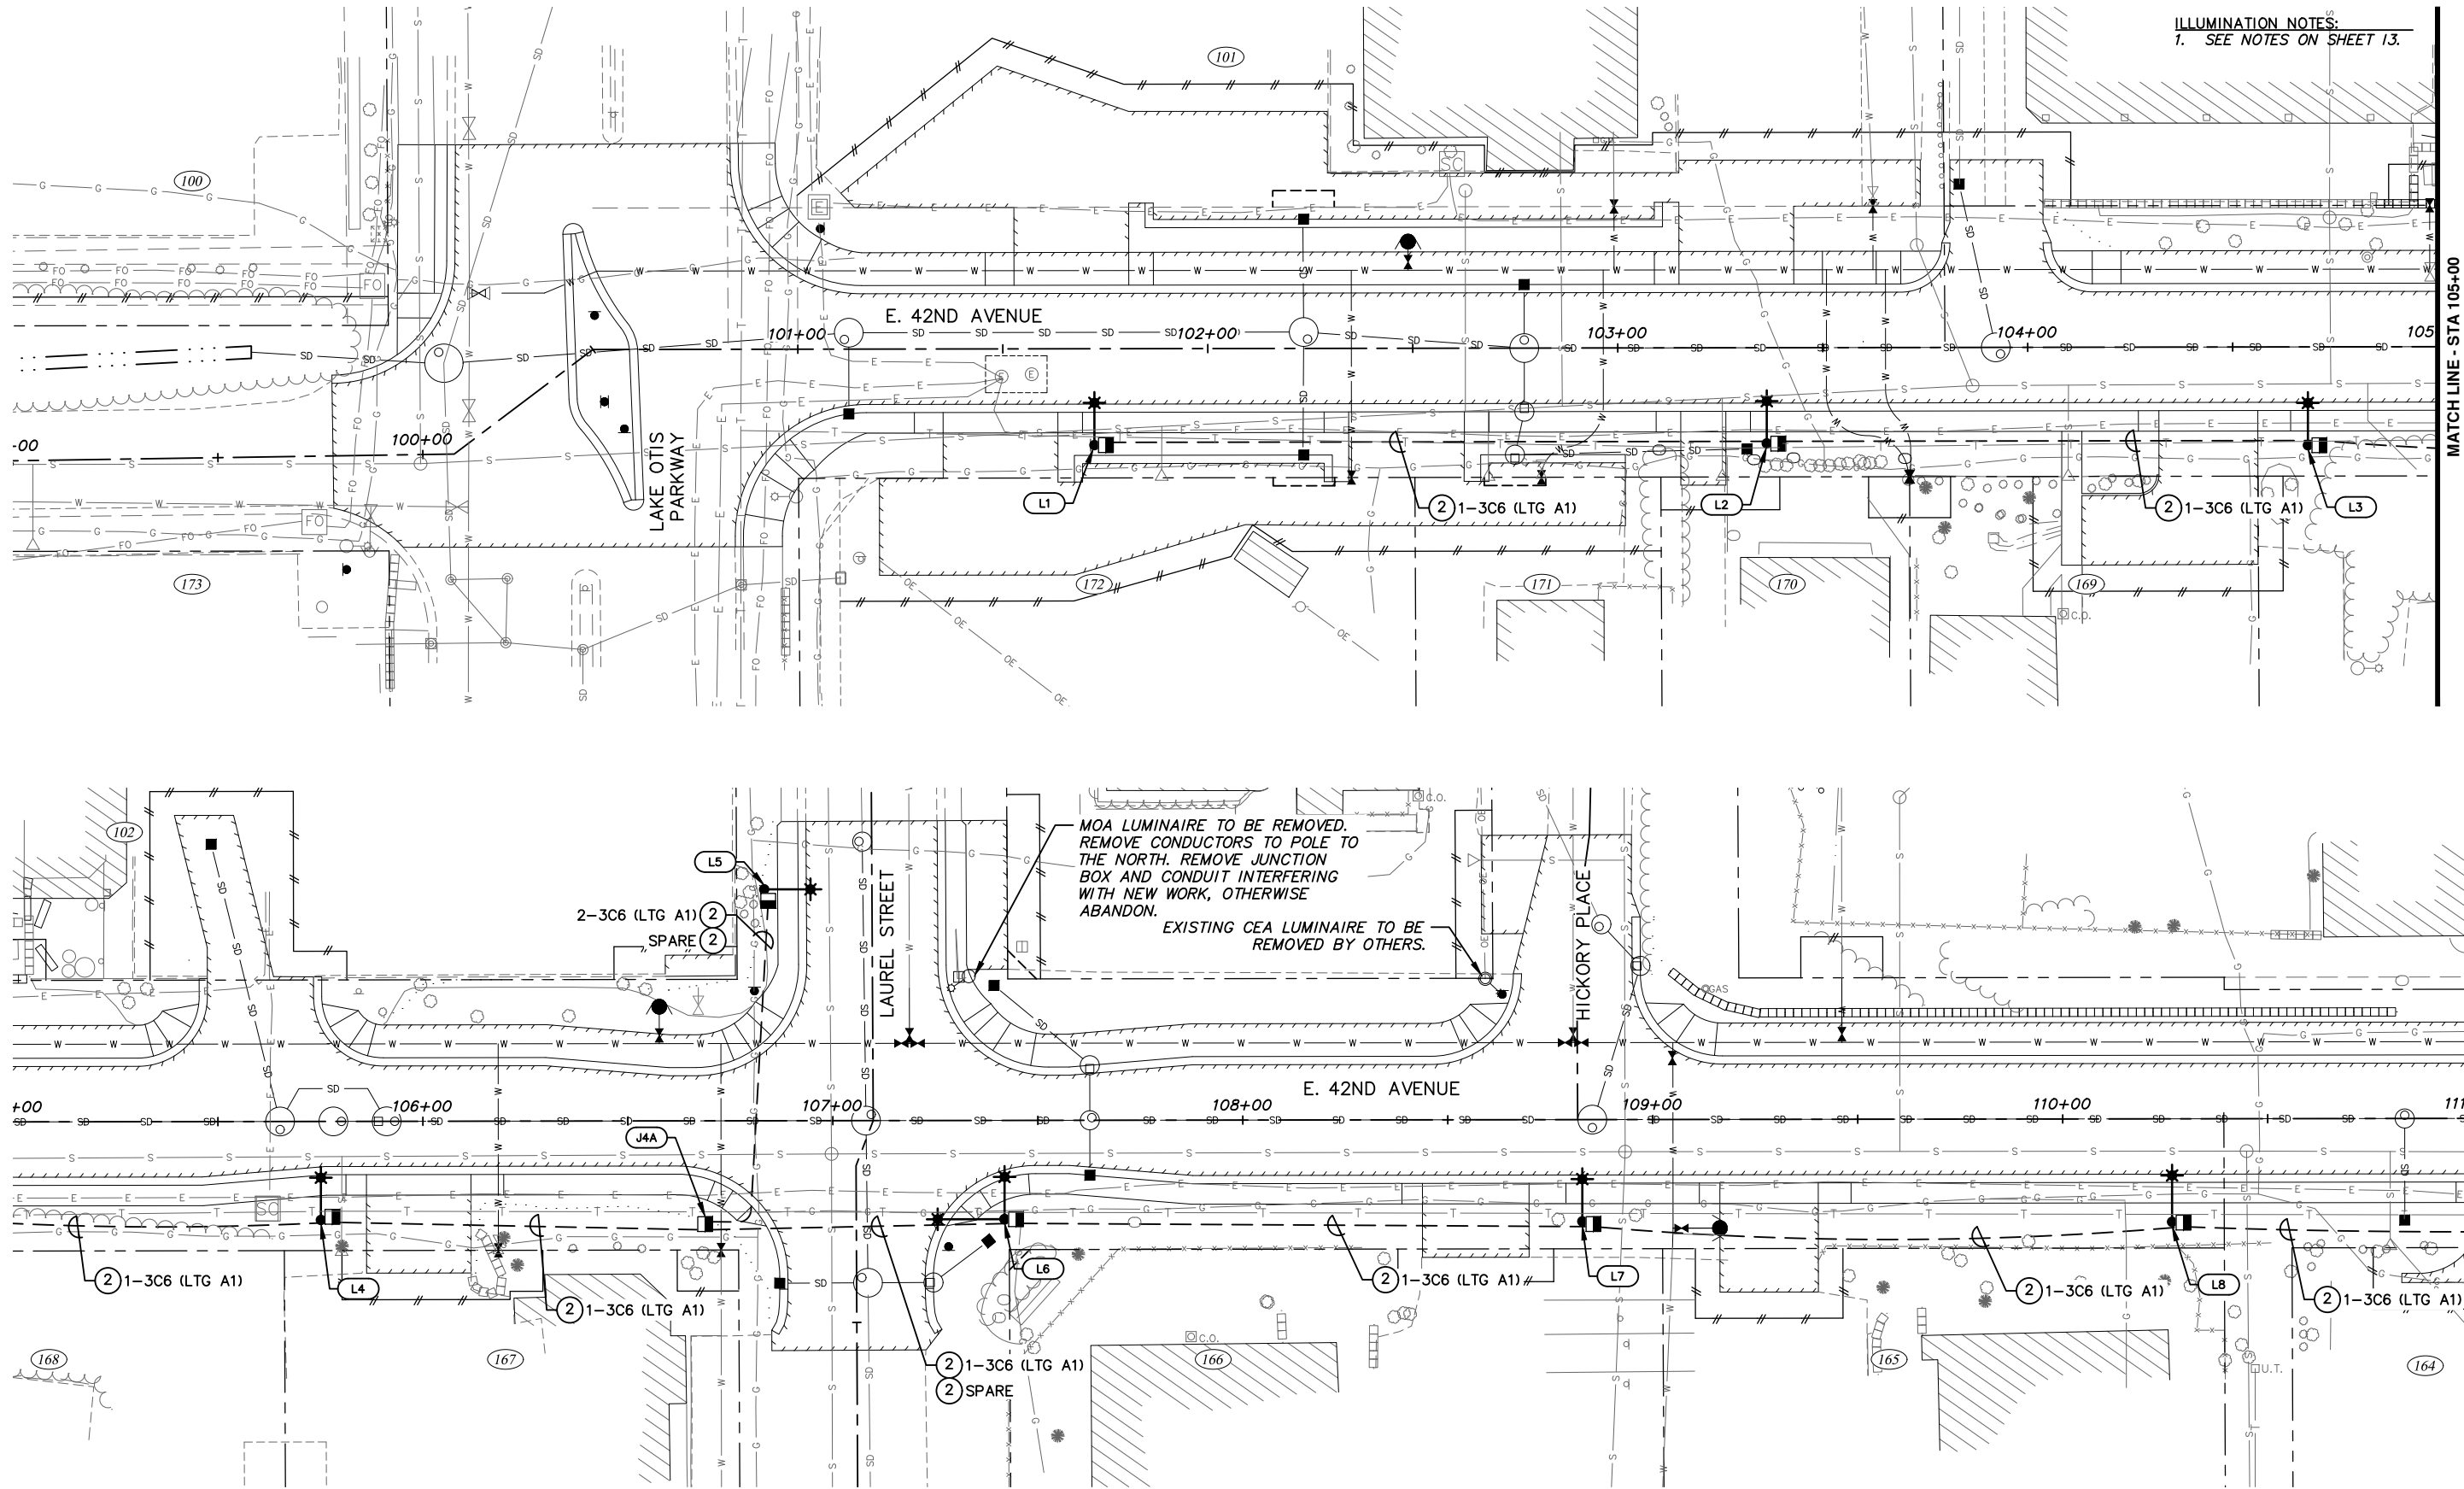 ILLUMINATION NOTES:
1. SEE NOTES ON SHEET 13.
101
100
E. 42ND AVENUE
101+00
102+00
103+00
104+00
105
MATCH LINE - STA 105+00
-00
100+00
LAKE OTIS
PARKWAY
L1
2 1-3C6 (LTG A1)
L2
2 1-3C6 (LTG A1)
L3
173
172
171
170
169
C.O.
102
MOA LUMINAIRE TO BE REMOVED.
REMOVE CONDUCTORS TO POLE TO
THE NORTH. REMOVE JUNCTION
BOX AND CONDUIT INTERFERING
WITH NEW WORK, OTHERWISE
ABANDON.
EXISTING CEA LUMINAIRE TO BE
REMOVED BY OTHERS.
C.O.
L5
2-3C6 (LTG A1) 2
SPARE 2
LAUREL STREET
HICKORY PLACE
GAS
E. 42ND AVENUE
+00
106+00
107+00
108+00
109+00
110+00
111
J4A
2 1-3C6 (LTG A1)
L4
2 1-3C6 (LTG A1)
L6
2 1-3C6 (LTG A1)
L7
2 1-3C6 (LTG A1)
L8
2 1-3C6 (LTG A1)
2 1-3C6 (LTG A1)
2 SPARE
168
167
166
C.O.
165
164
U.T.